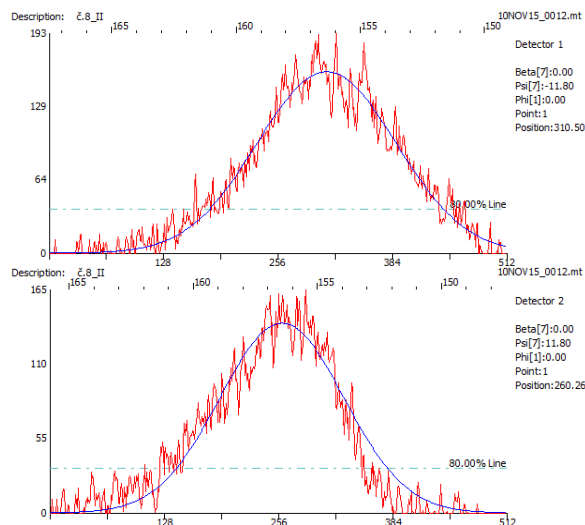 Description: č.8_II 165 160 155 150 10NOV15_0012.mt
193
129
64
0
128 256 384 512
80.00% Line
Detector 1
Beta[7]:0.00
Psi[7]:-11.80
Phi[1]:0.00
Point:1
Position:310.50
Description: č.8_II 10NOV15_0012.mt
165 160 155 150
165
110
55
0
128 256 384 512
80.00% Line
Detector 2
Beta[7]:0.00
Psi[7]:11.80
Phi[1]:0.00
Point:1
Position:260.26